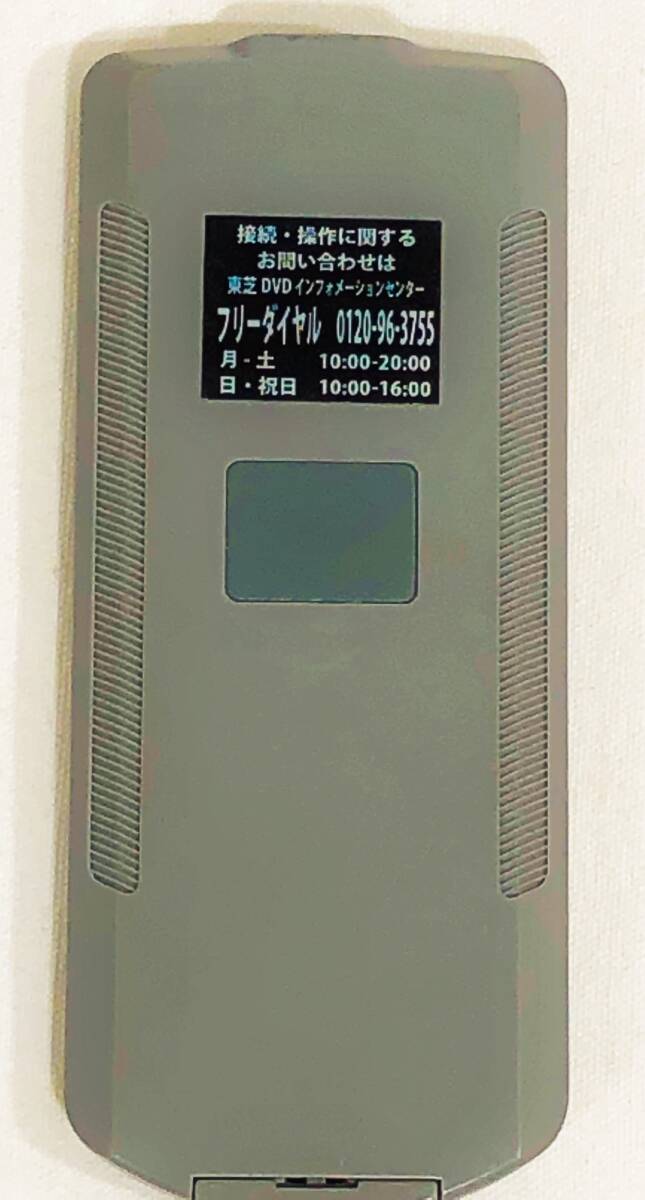 接続・操作に関する
お問い合わせは
東芝 DVD インフォメーションセンター
フリーダイヤル 0120-96-3755
月 - 土 10:00-20:00
日・祝日 10:00-16:00